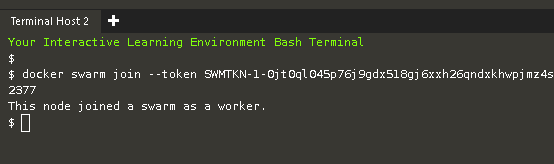 Terminal Host 2 +
Your Interactive Learning Environment Bash Terminal
$
$ docker swarm join --token SWMTKN-1-0jt0ql045p76j9gdx518gj6xxh26qndxkhwpjmz4s
2377
This node joined a swarm as a worker.
$